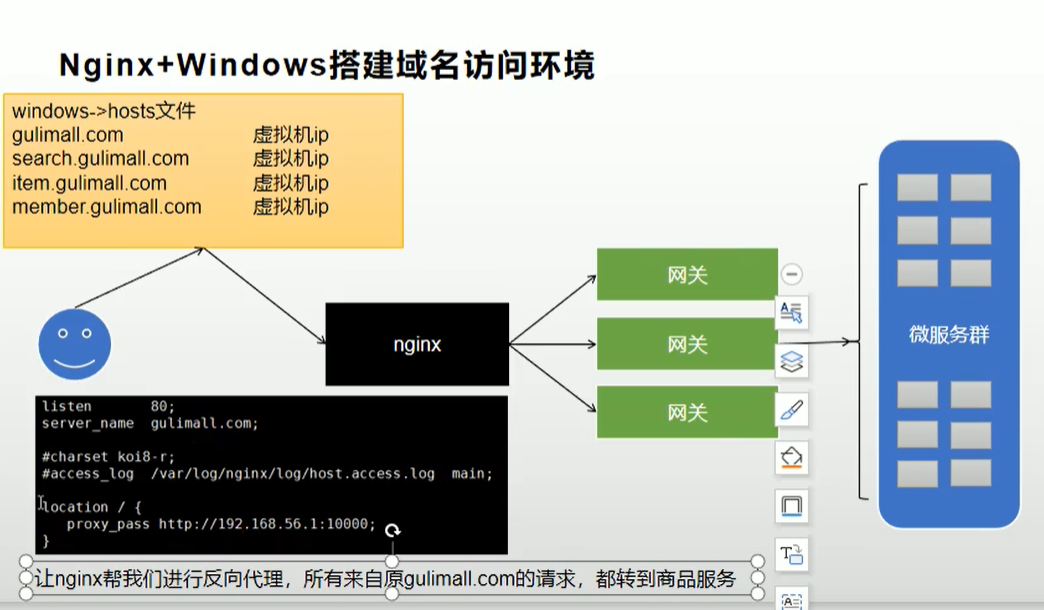 Nginx+Windows搭建域名访问环境
windows->hosts文件
gulimall.com 虚拟机ip
search.gulimall.com 虚拟机ip
item.gulimall.com 虚拟机ip
member.gulimall.com 虚拟机ip
nginx
网关
网关
网关
微服务群
listen 80;
server_name gulimall.com;
#charset koi8-r;
#access_log /var/log/nginx/log/host.access.log main;
location / {
proxy_pass http://192.168.56.1:10000;
}
让nginx帮我们进行反向代理，所有来自原gulimall.com的请求，都转到商品服务